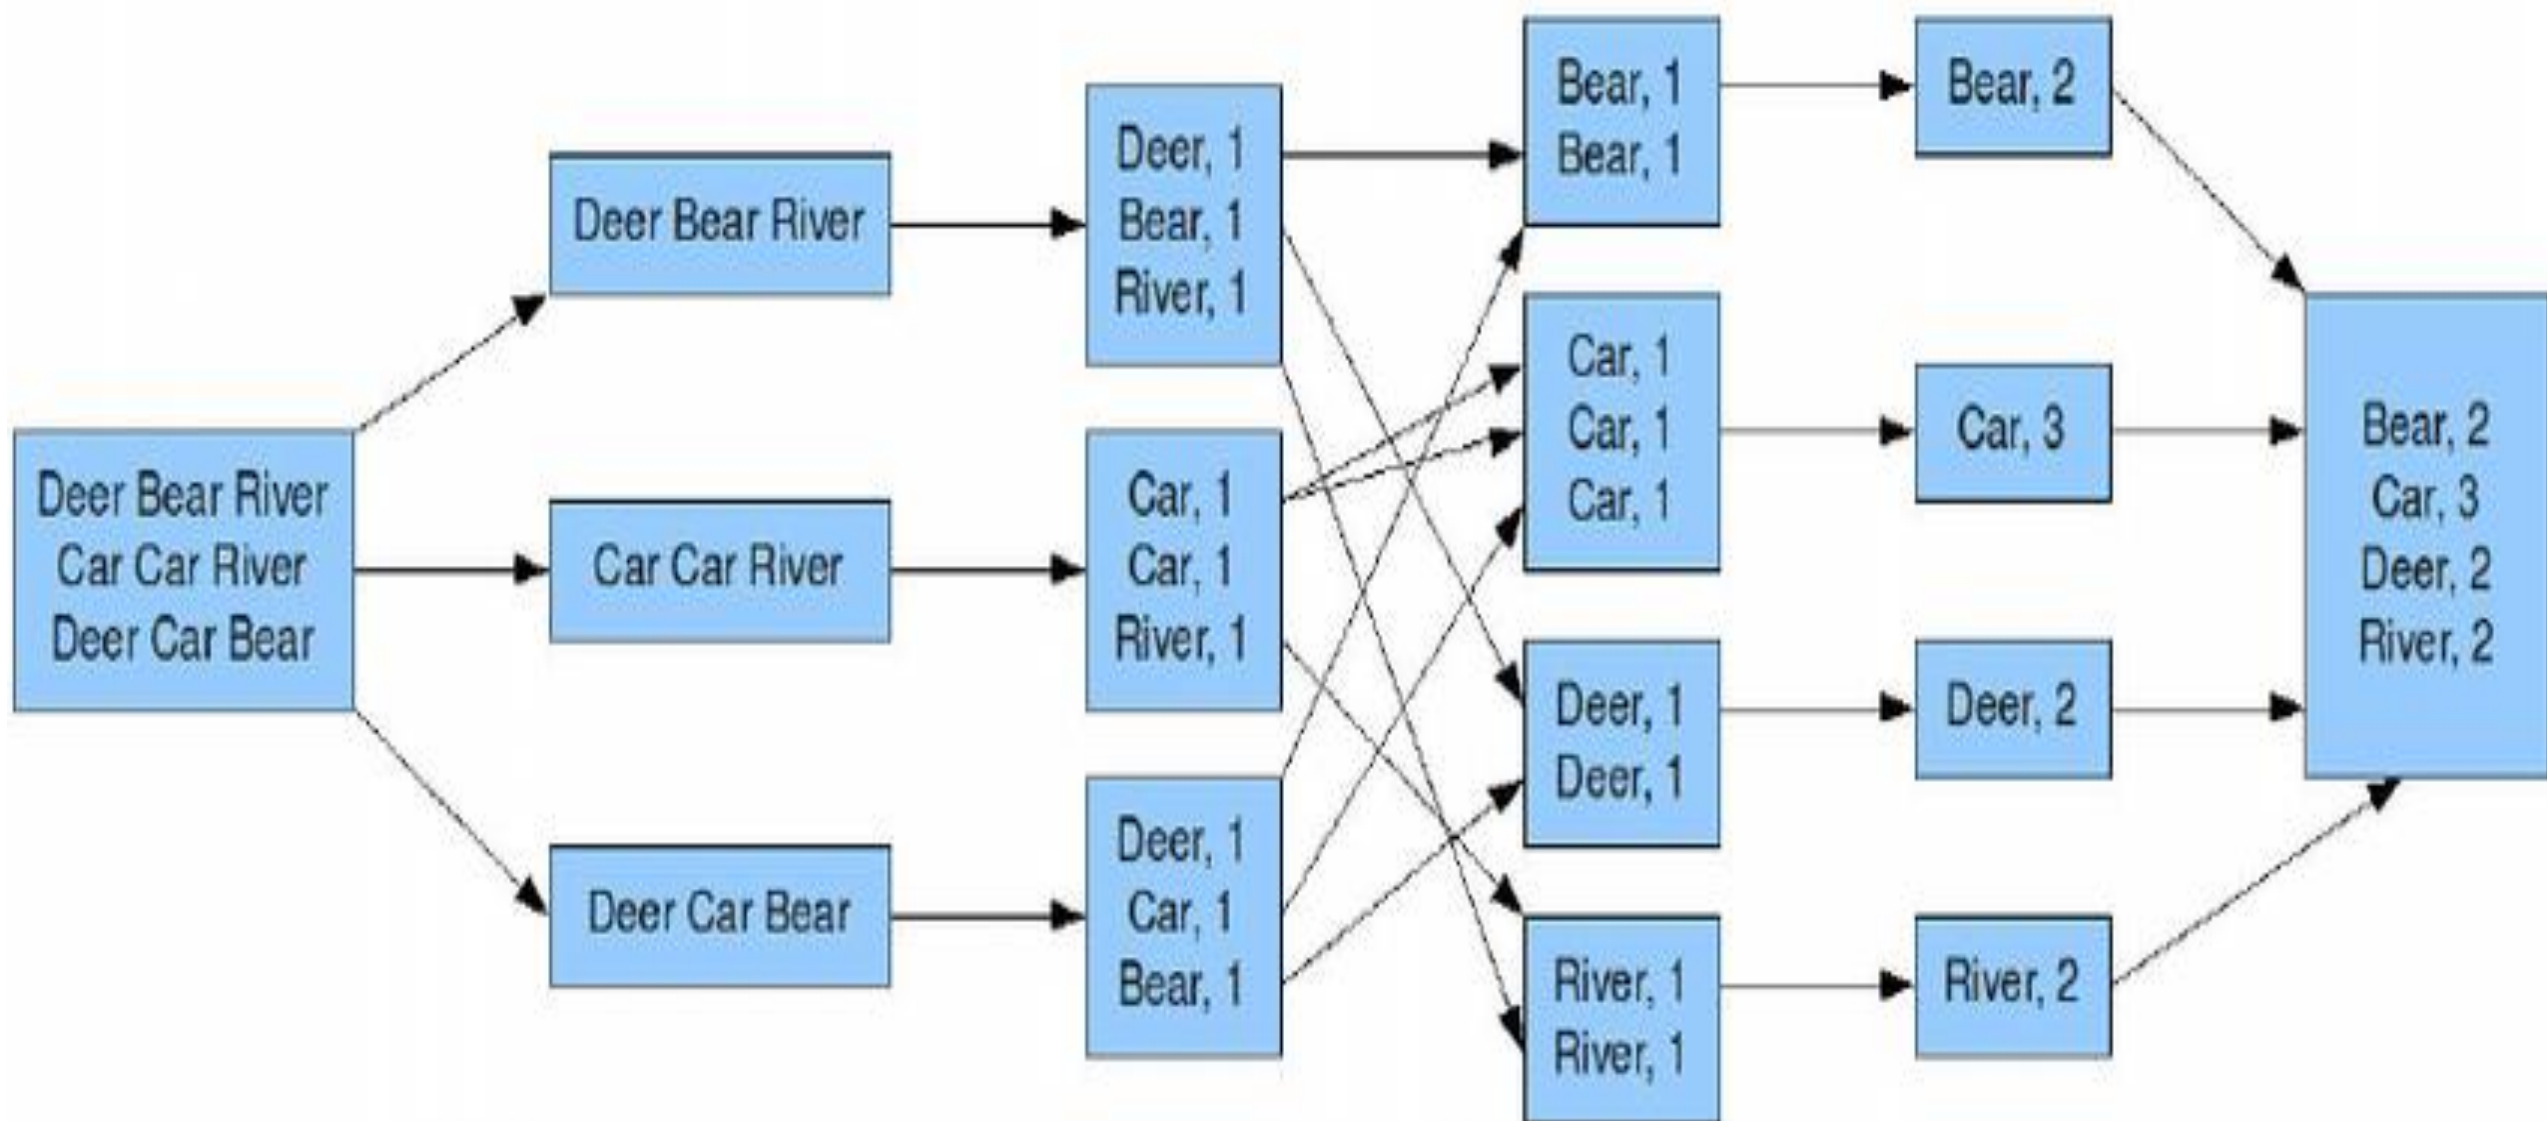 Deer Bear River
Car Car River
Deer Car Bear
Deer Bear River
Car Car River
Deer Car Bear
Deer, 1
Bear, 1
River, 1
Car, 1
Car, 1
River, 1
Deer, 1
Car, 1
Bear, 1
Bear, 1
Bear, 1
Car, 1
Car, 1
Car, 1
Deer, 1
Deer, 1
River, 1
River, 1
Bear, 2
Car, 3
Deer, 2
River, 2
Bear, 2
Car, 3
Deer, 2
River, 2